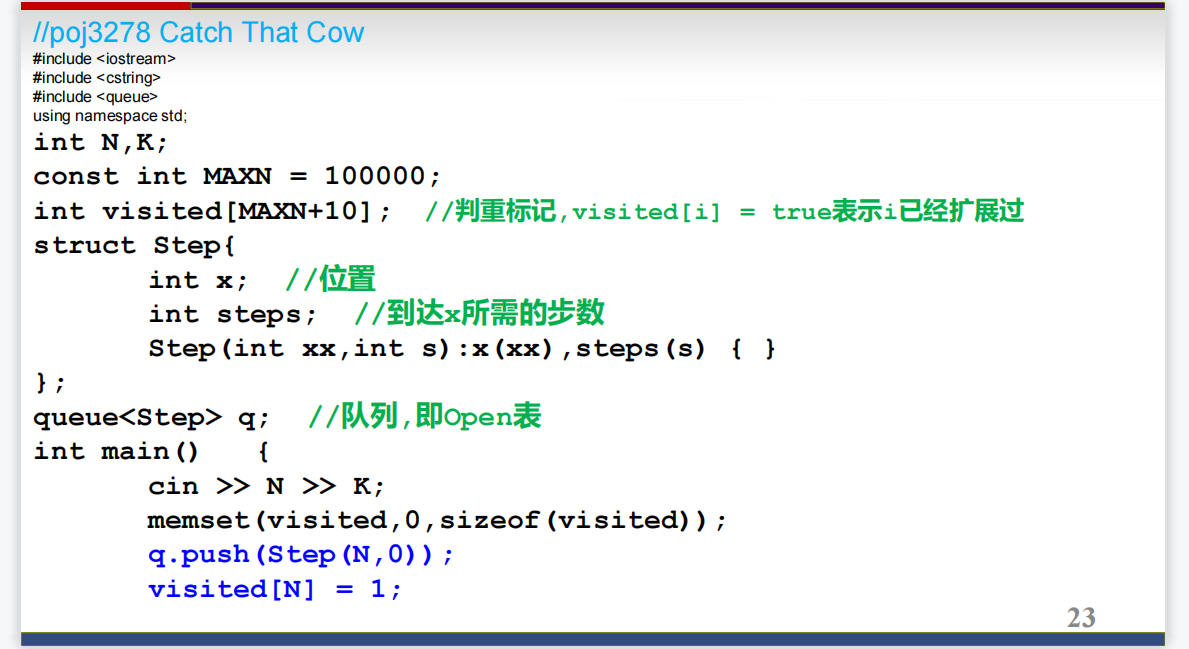 //poj3278 Catch That Cow
#include <iostream>
#include <cstring>
#include <queue>
using namespace std;
int N,K;
const int MAXN = 100000;
int visited[MAXN+10]; //判重标记,visited[i] = true表示i已经扩展过
struct Step{
int x; //位置
int steps; //到达x所需的步数
Step(int xx,int s):x(xx),steps(s) { }
};
queue<Step> q; //队列,即Open表
int main() {
cin >> N >> K;
memset(visited,0,sizeof(visited));
q.push(Step(N,0));
visited[N] = 1;
23